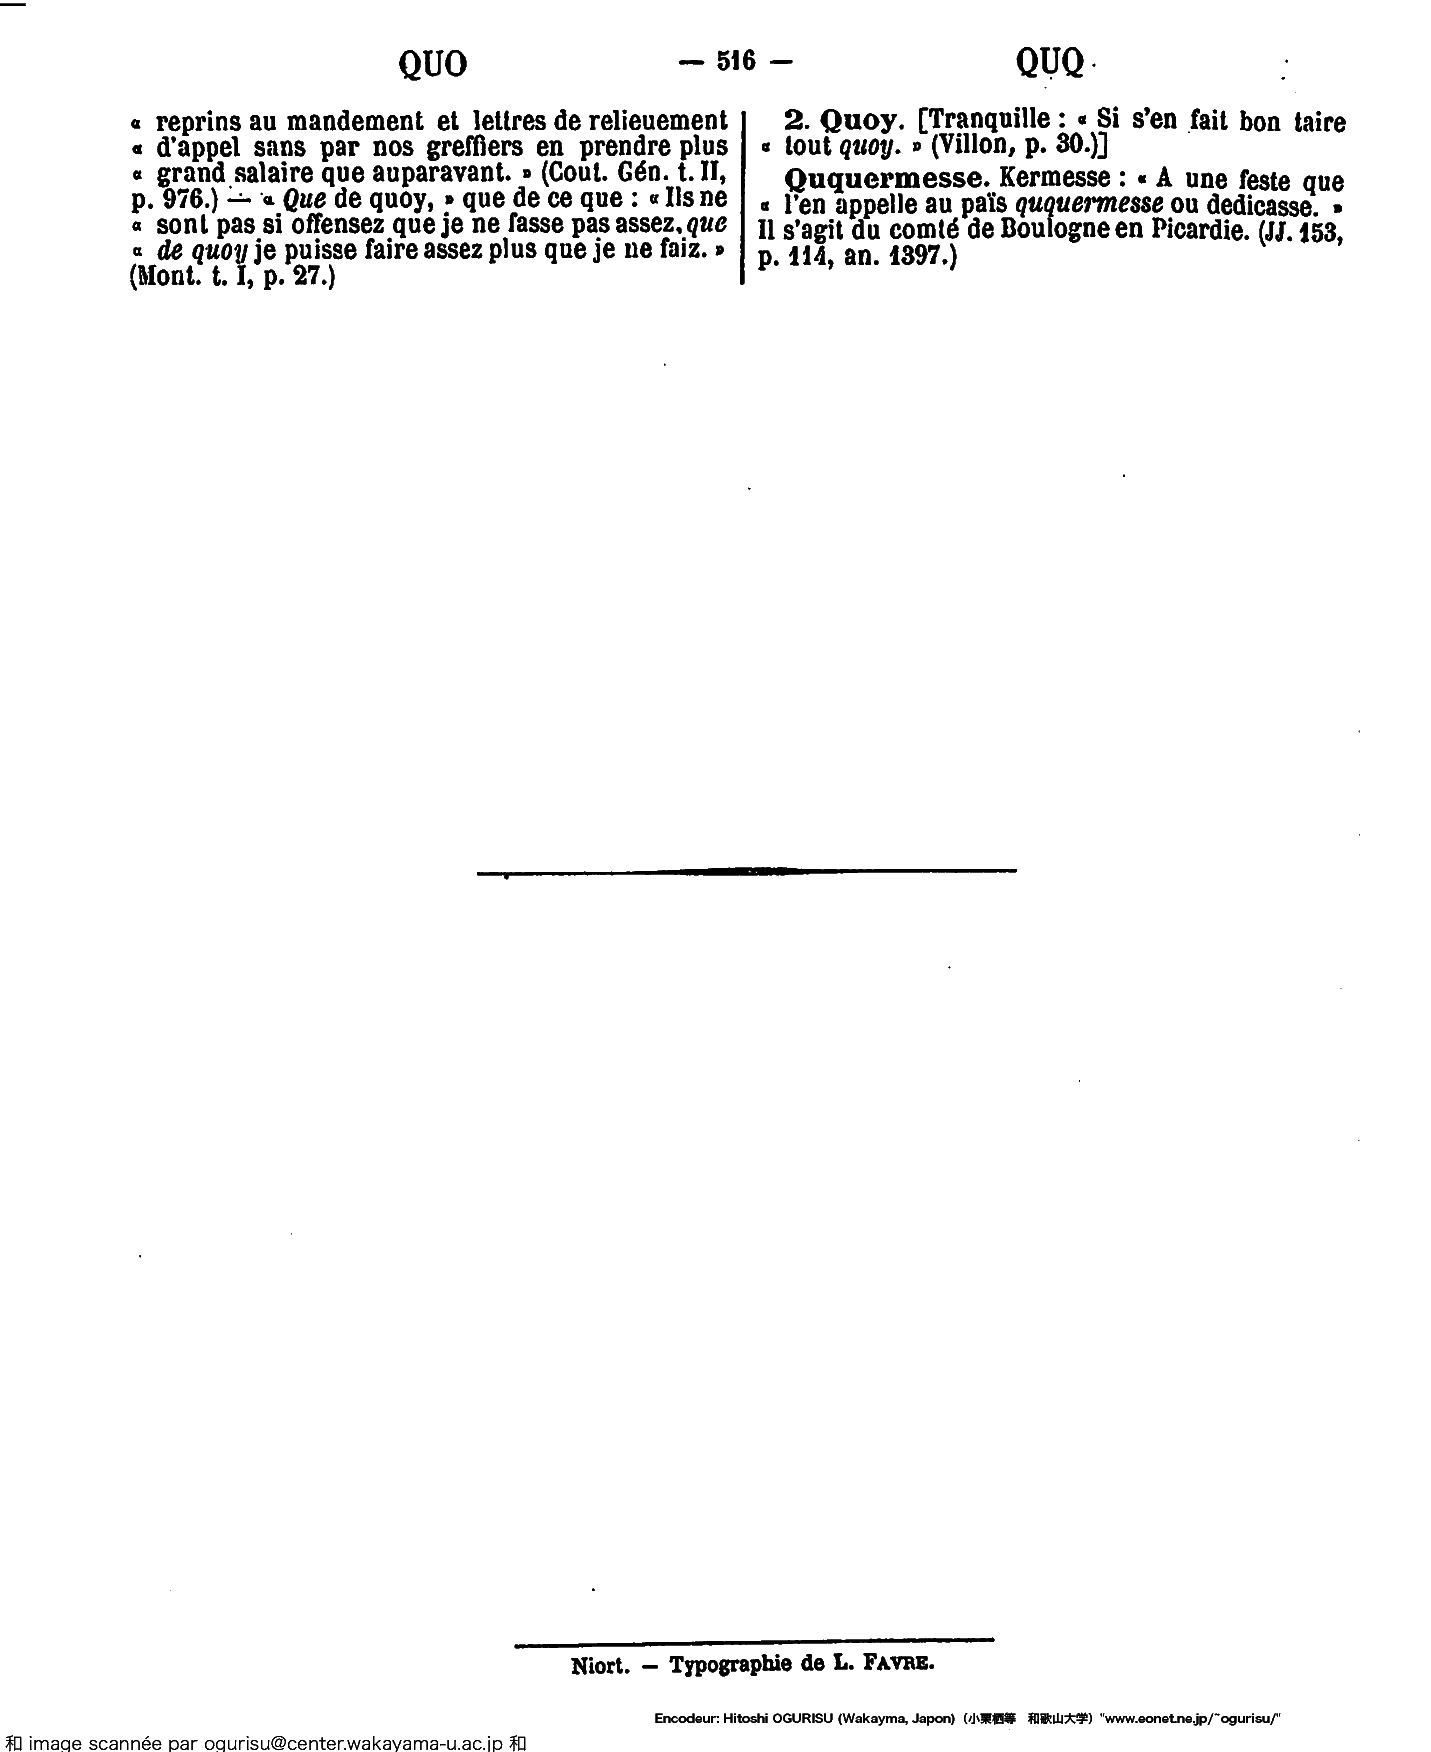 QUO — 516 — QUQ
« reprins au mandement et lettres de relieuement
« d'appel sans par nos greffiers en prendre plus
« grand salaire que auparavant. » (Cout. Gén. t. II,
p. 976.) — « Que de quoy, » que de ce que : « Ils ne
« sont pas si offensez que je ne fasse pas assez, que
« de quoy je puisse faire assez plus que je ne faiz. »
(Mont. t. I, p. 27.)
2. Quoy. [Tranquille : « Si s'en fait bon taire
« tout quoy. » (Villon, p. 30.)]
Ququermesse. Kermesse : « A une feste que
« l'en appelle au païs ququermesse ou dedicasse. »
Il s'agit du comté de Boulogne en Picardie. (JJ. 153,
p. 114, an. 1397.)
Niort. — Typographie de L. FAVRE.
Encodeur: Hitoshi OGURISU (Wakayma, Japon) (小栗栖等 和歌山大学) "www.eonet.ne.jp/~ogurisu/"
和 image scannée par ogurisu@center.wakayama-u.ac.jp 和